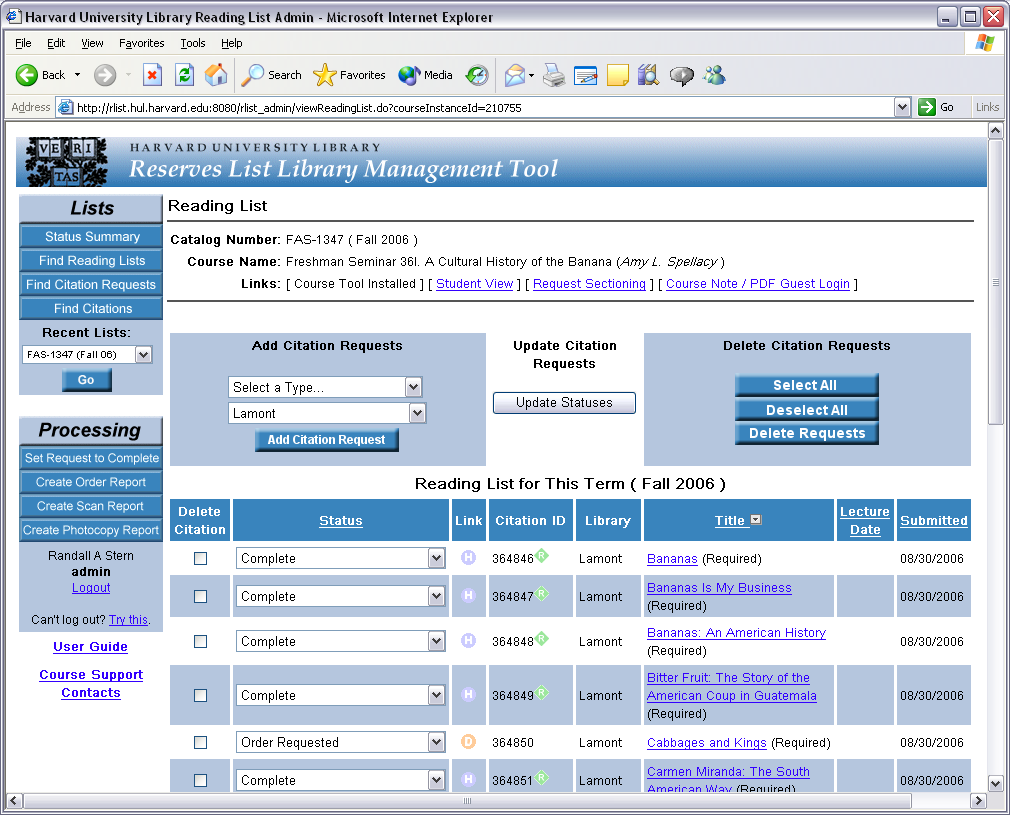 Harvard University Library Reading List Admin - Microsoft Internet Explorer
File Edit View Favorites Tools Help
Back Search Favorites Media
Address http://rlist.hul.harvard.edu:8080/rlist_admin/viewReadingList.do?courseInstanceId=210755 Go Links
VE RI TAS
HARVARD UNIVERSITY LIBRARY
Reserves List Library Management Tool
Lists
Status Summary
Find Reading Lists
Find Citation Requests
Find Citations
Recent Lists:
FAS-1347 (Fall 06)
Go
Processing
Set Request to Complete
Create Order Report
Create Scan Report
Create Photocopy Report
Randall A Stern
admin
Logout
Can't log out? Try this.
User Guide
Course Support
Contacts
Reading List
Catalog Number: FAS-1347 ( Fall 2006 )
Course Name: Freshman Seminar 36l. A Cultural History of the Banana (Amy L. Spellacy )
Links: [ Course Tool Installed ] [ Student View ] [ Request Sectioning ] [ Course Note / PDF Guest Login ]
Add Citation Requests
Select a Type...
Lamont
Add Citation Request
Update Citation
Requests
Update Statuses
Delete Citation Requests
Select All
Deselect All
Delete Requests
Reading List for This Term ( Fall 2006 )
Delete Citation Status Link Citation ID Library Title Lecture Date Submitted
Complete H 364846 R Lamont Bananas (Required) 08/30/2006
Complete H 364847 R Lamont Bananas Is My Business
(Required) 08/30/2006
Complete H 364848 R Lamont Bananas: An American History
(Required) 08/30/2006
Complete H 364849 R Lamont Bitter Fruit: The Story of the
American Coup in Guatemala
(Required) 08/30/2006
Order Requested D 364850 Lamont Cabbages and Kings (Required) 08/30/2006
Complete H 364851 R Lamont Carmen Miranda: The South
American Way (Required) 08/30/2006